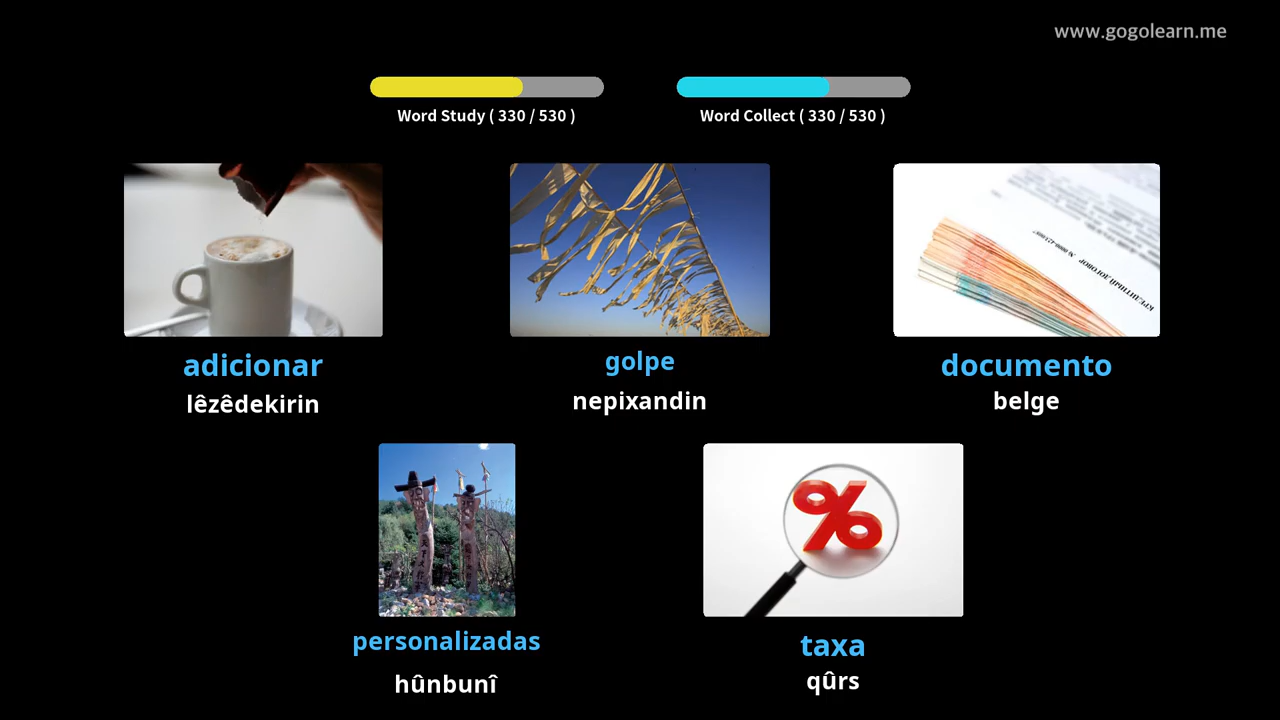 www.gogolearn.me
Word Study ( 330 / 530 )
Word Collect ( 330 / 530 )
adicionar
lêzêdekirin
golpe
nepixandin
documento
belge
personalizadas
hûnbunî
%
taxa
qûrs